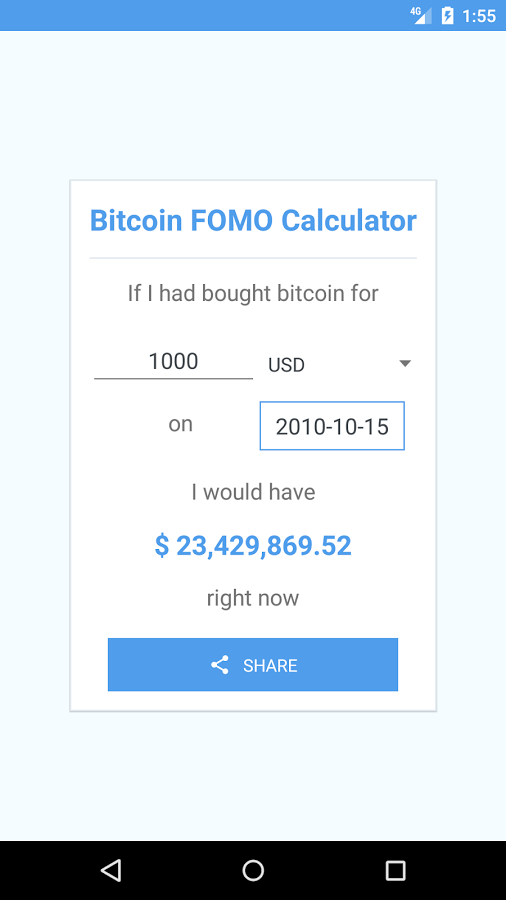 4G 1:55
Bitcoin FOMO Calculator
If I had bought bitcoin for
1000 USD
on 2010-10-15
I would have
$ 23,429,869.52
right now
SHARE